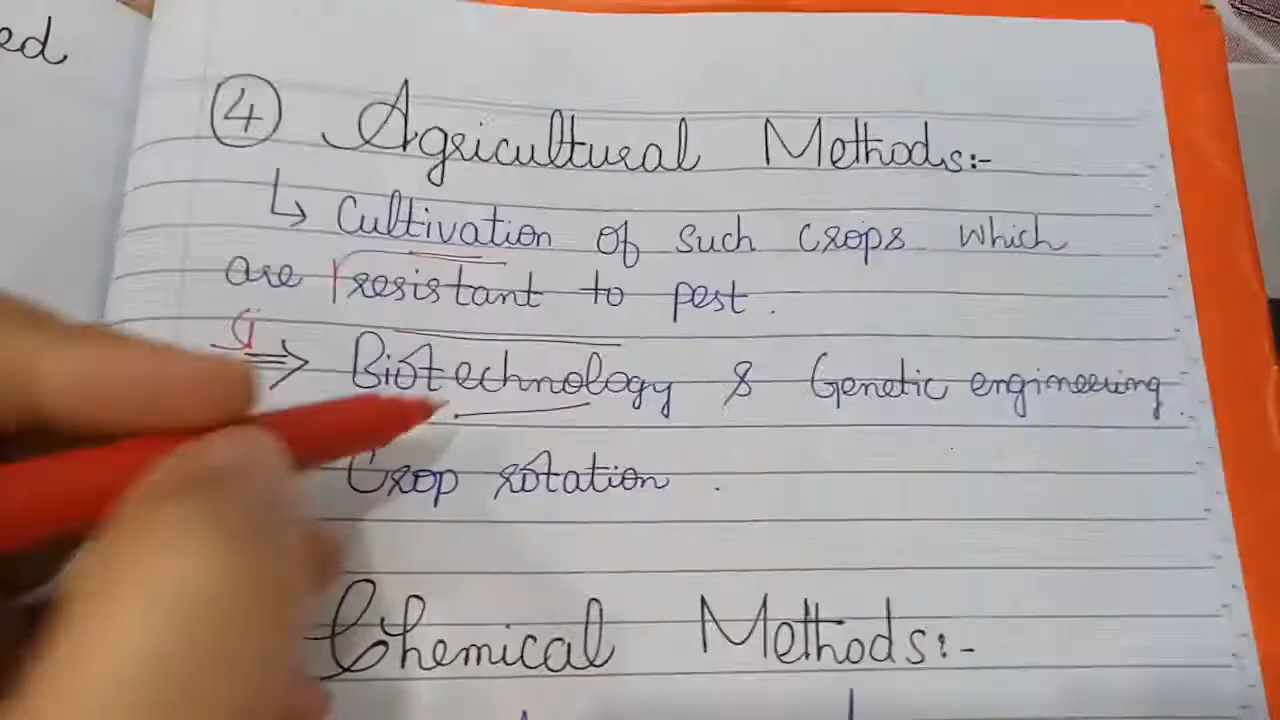 ed
④ Agricultural Methods:-
↳ Cultivation of such crops which
are resistant to pest.
⇒ Biotechnology & Genetic engineering.
Crop rotation.
Chemical Methods:-